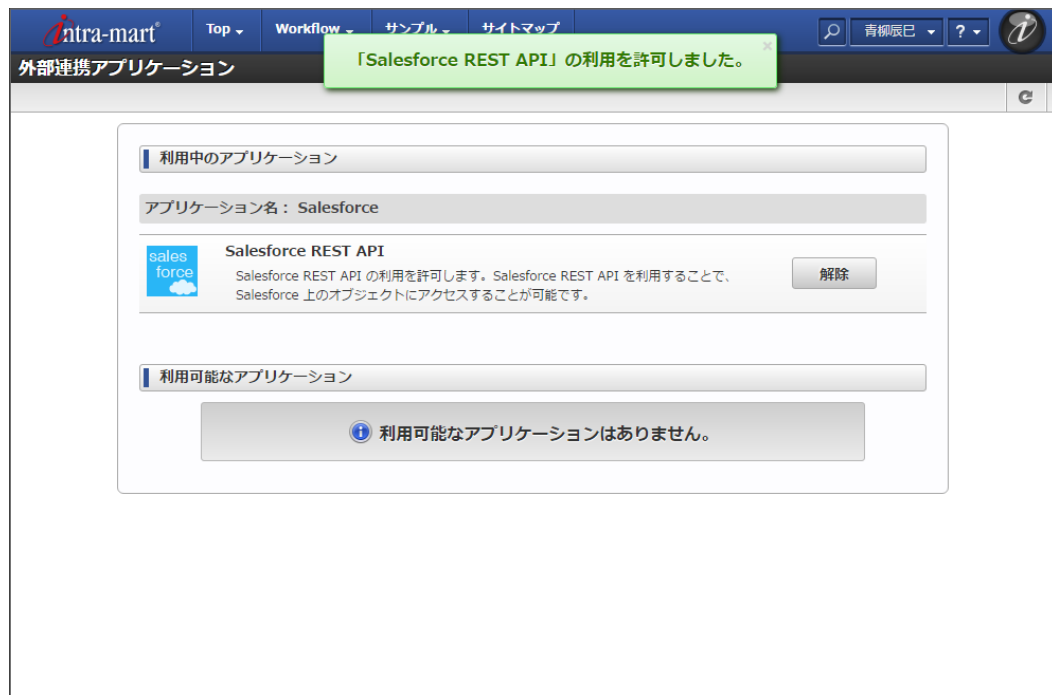 intra-mart® Top Workflow サンプル サイトマップ 青柳辰巳 ?
外部連携アプリケーション
「Salesforce REST API」の利用を許可しました。
利用中のアプリケーション
アプリケーション名： Salesforce
sales
force
Salesforce REST API
Salesforce REST API の利用を許可します。Salesforce REST API を利用することで、
Salesforce 上のオブジェクトにアクセスすることが可能です。
解除
利用可能なアプリケーション
利用可能なアプリケーションはありません。